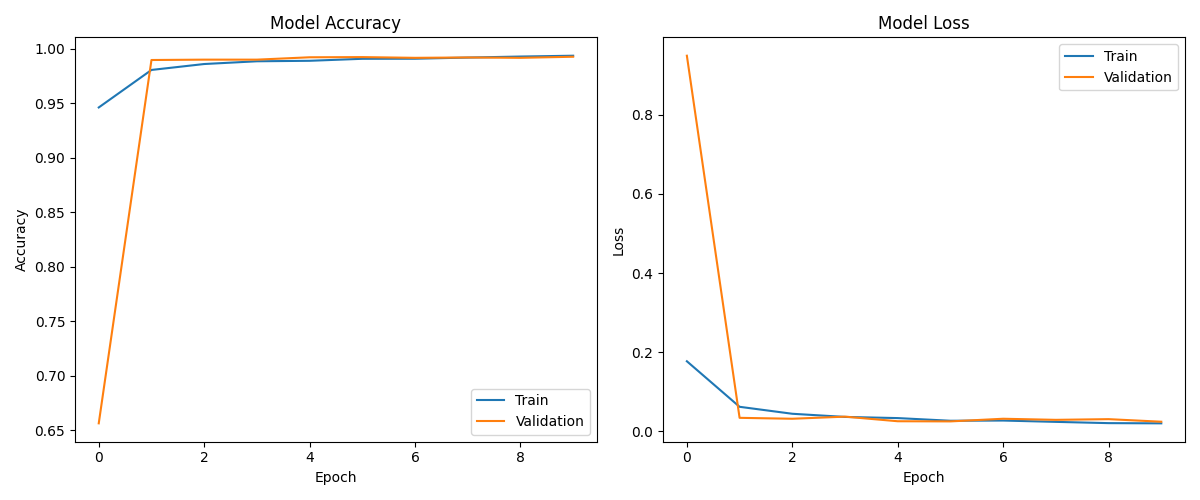 Model Accuracy
1.00
0.95
0.90
0.85
0.80
0.75
0.70
0.65
Accuracy
0 2 4 6 8
Epoch
Train
Validation
Model Loss
0.8
0.6
0.4
0.2
0.0
Loss
0 2 4 6 8
Epoch
Train
Validation